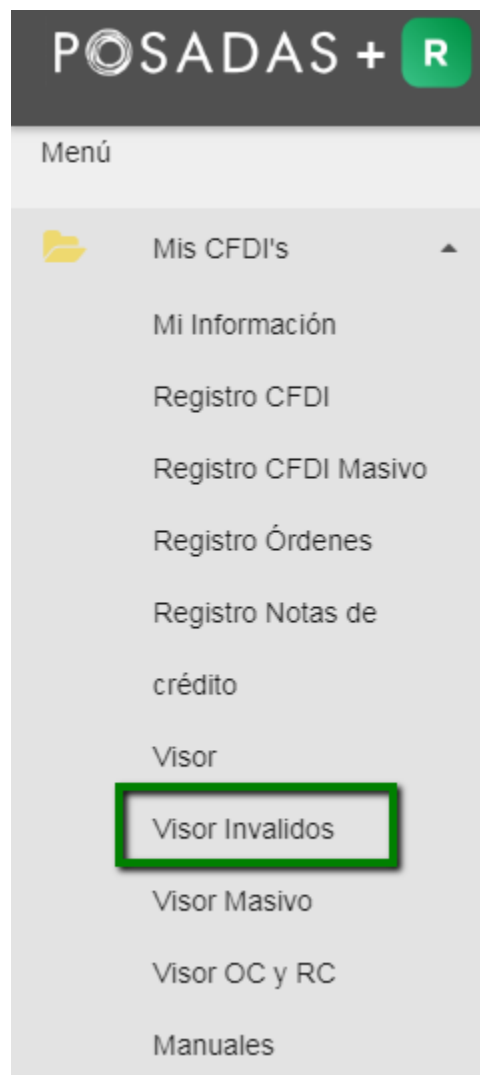 POSADAS + R
Menú
Mis CFDI's
Mi Información
Registro CFDI
Registro CFDI Masivo
Registro Órdenes
Registro Notas de
crédito
Visor
Visor Invalidos
Visor Masivo
Visor OC y RC
Manuales